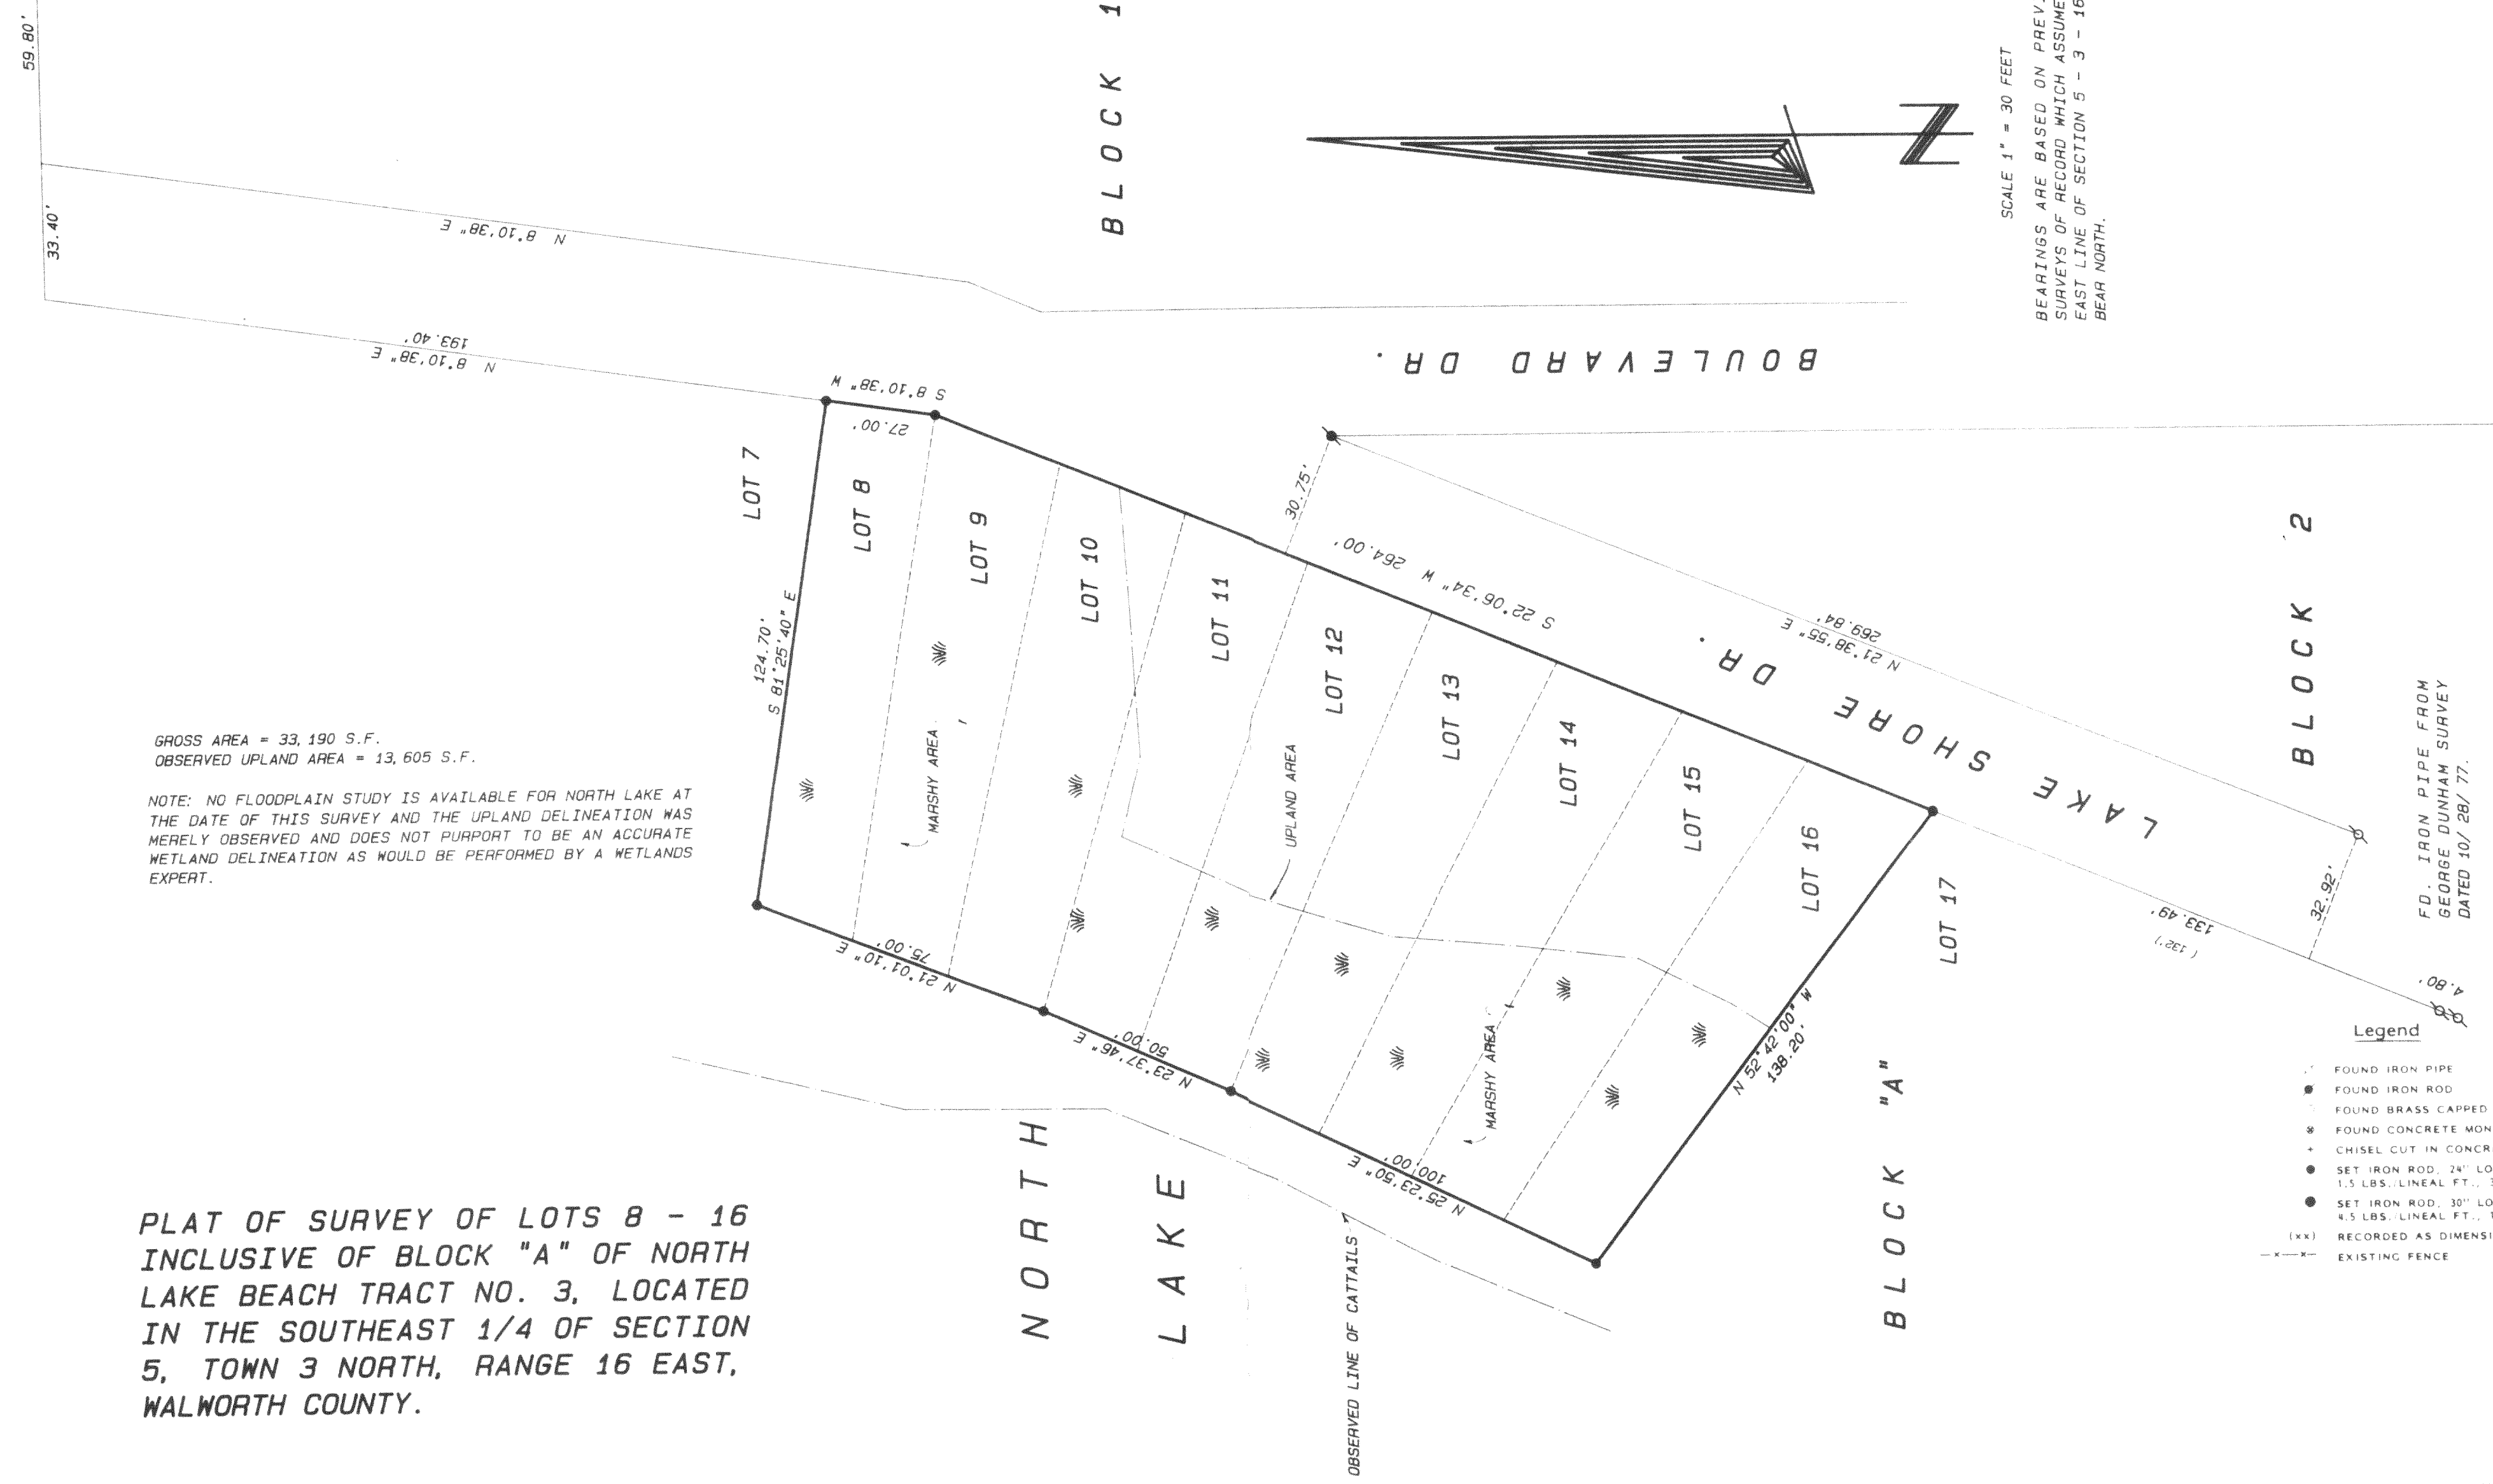 59.80'
33.40'
N 8°10'38" E
193.40'
N 8°10'38" E
BLOCK 1
SCALE 1" = 30 FEET
BEARINGS ARE BASED ON PREV.
SURVEYS OF RECORD WHICH ASSUME
EAST LINE OF SECTION 5 - 3 - 16
BEAR NORTH.
N
BOULEVARD DR.
S 8°10'38" W
27.00'
LOT 7
LOT 8
LOT 9
LOT 10
LOT 11
LOT 12
LOT 13
LOT 14
LOT 15
LOT 16
LOT 17
30.75'
264.00'
S 22°06'34" W
269.84'
N 21°38'55" E
LAKE SHORE DR.
BLOCK 2
124.70'
S 81°25'40" E
MARSHY AREA
UPLAND AREA
MARSHY AREA
GROSS AREA = 33,190 S.F.
OBSERVED UPLAND AREA = 13,605 S.F.
NOTE: NO FLOODPLAIN STUDY IS AVAILABLE FOR NORTH LAKE AT
THE DATE OF THIS SURVEY AND THE UPLAND DELINEATION WAS
MERELY OBSERVED AND DOES NOT PURPORT TO BE AN ACCURATE
WETLAND DELINEATION AS WOULD BE PERFORMED BY A WETLANDS
EXPERT.
75.00'
N 21°01'10" E
50.00'
N 23°37'46" E
100.00'
N 25°23'50" E
N 52°42'00" W
138.20'
133.49'
(132')
32.92'
4.80'
FD. IRON PIPE FROM
GEORGE DUNHAM SURVEY
DATED 10/28/77.
NORTH
LAKE
OBSERVED LINE OF CATTAILS
BLOCK "A"
PLAT OF SURVEY OF LOTS 8 - 16
INCLUSIVE OF BLOCK "A" OF NORTH
LAKE BEACH TRACT NO. 3, LOCATED
IN THE SOUTHEAST 1/4 OF SECTION
5, TOWN 3 NORTH, RANGE 16 EAST,
WALWORTH COUNTY.
Legend
FOUND IRON PIPE
FOUND IRON ROD
FOUND BRASS CAPPED
FOUND CONCRETE MON
CHISEL CUT IN CONCR
SET IRON ROD, 24" LO
1.5 LBS./LINEAL FT.,
SET IRON ROD, 30" LO
4.5 LBS./LINEAL FT.,
(xx) RECORDED AS DIMENSI
EXISTING FENCE